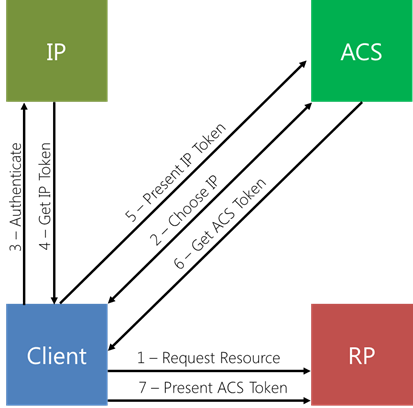 IP
ACS
3 – Authenticate
4 – Get IP Token
5 – Present IP Token
2 – Choose IP
6 – Get ACS Token
Client
1 – Request Resource
7 – Present ACS Token
RP